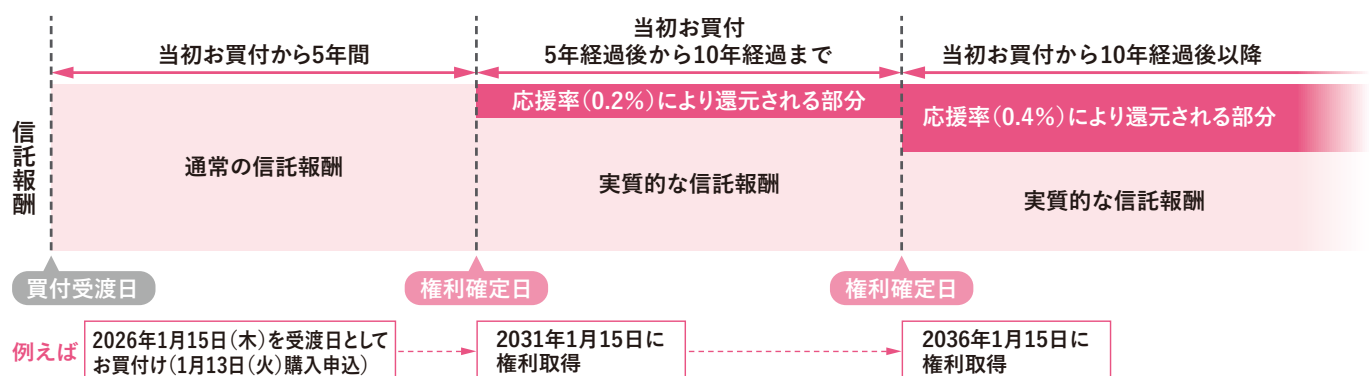 当初お買付から5年間
当初お買付
5年経過後から10年経過まで
当初お買付から10年経過後以降
信託報酬
通常の信託報酬
応援率(0.2%)により還元される部分
実質的な信託報酬
応援率(0.4%)により還元される部分
実質的な信託報酬
買付受渡日
権利確定日
権利確定日
例えば
2026年1月15日(木)を受渡日として
お買付け(1月13日(火)購入申込)
2031年1月15日に
権利取得
2036年1月15日に
権利取得